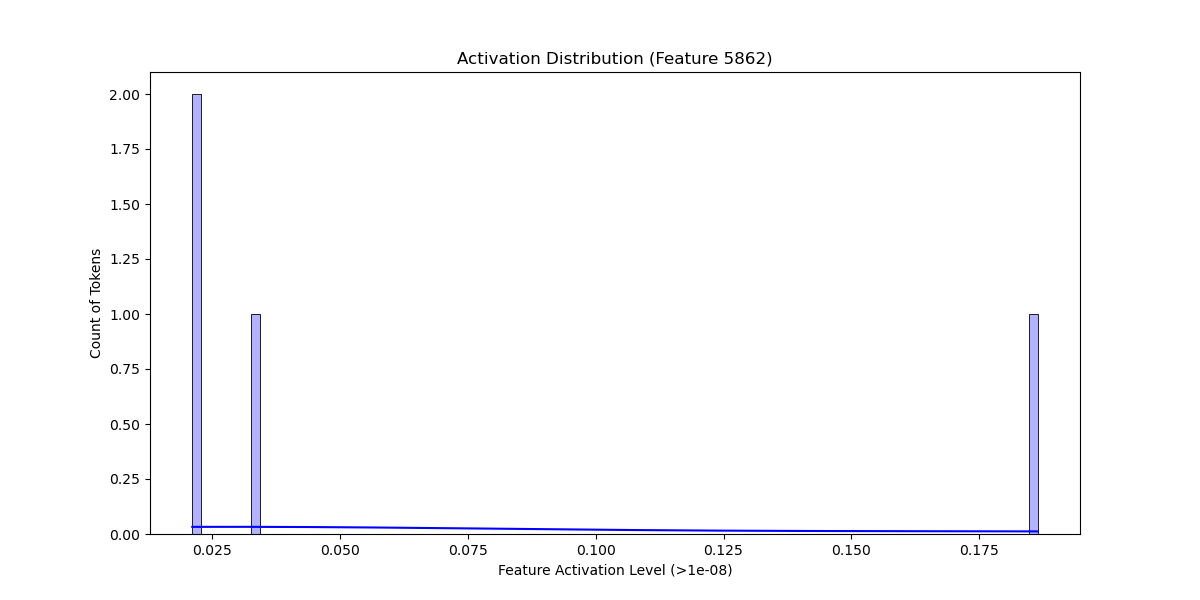 Activation Distribution (Feature 5862)
2.00
1.75
1.50
1.25
1.00
0.75
0.50
0.25
0.00
Count of Tokens
0.025 0.050 0.075 0.100 0.125 0.150 0.175
Feature Activation Level (>1e-08)